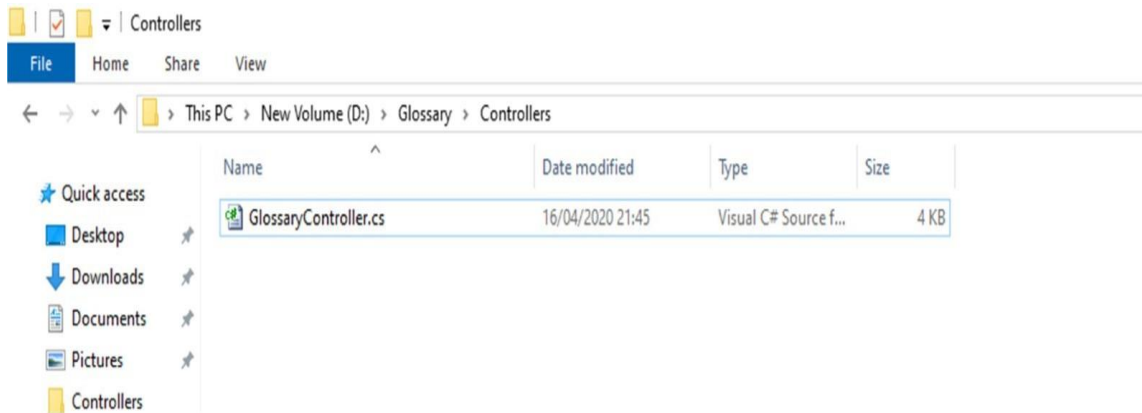 Controllers
File Home Share View
This PC > New Volume (D:) > Glossary > Controllers
Name Date modified Type Size
Quick access
GlossaryController.cs 16/04/2020 21:45 Visual C# Source f... 4 KB
Desktop
Downloads
Documents
Pictures
Controllers